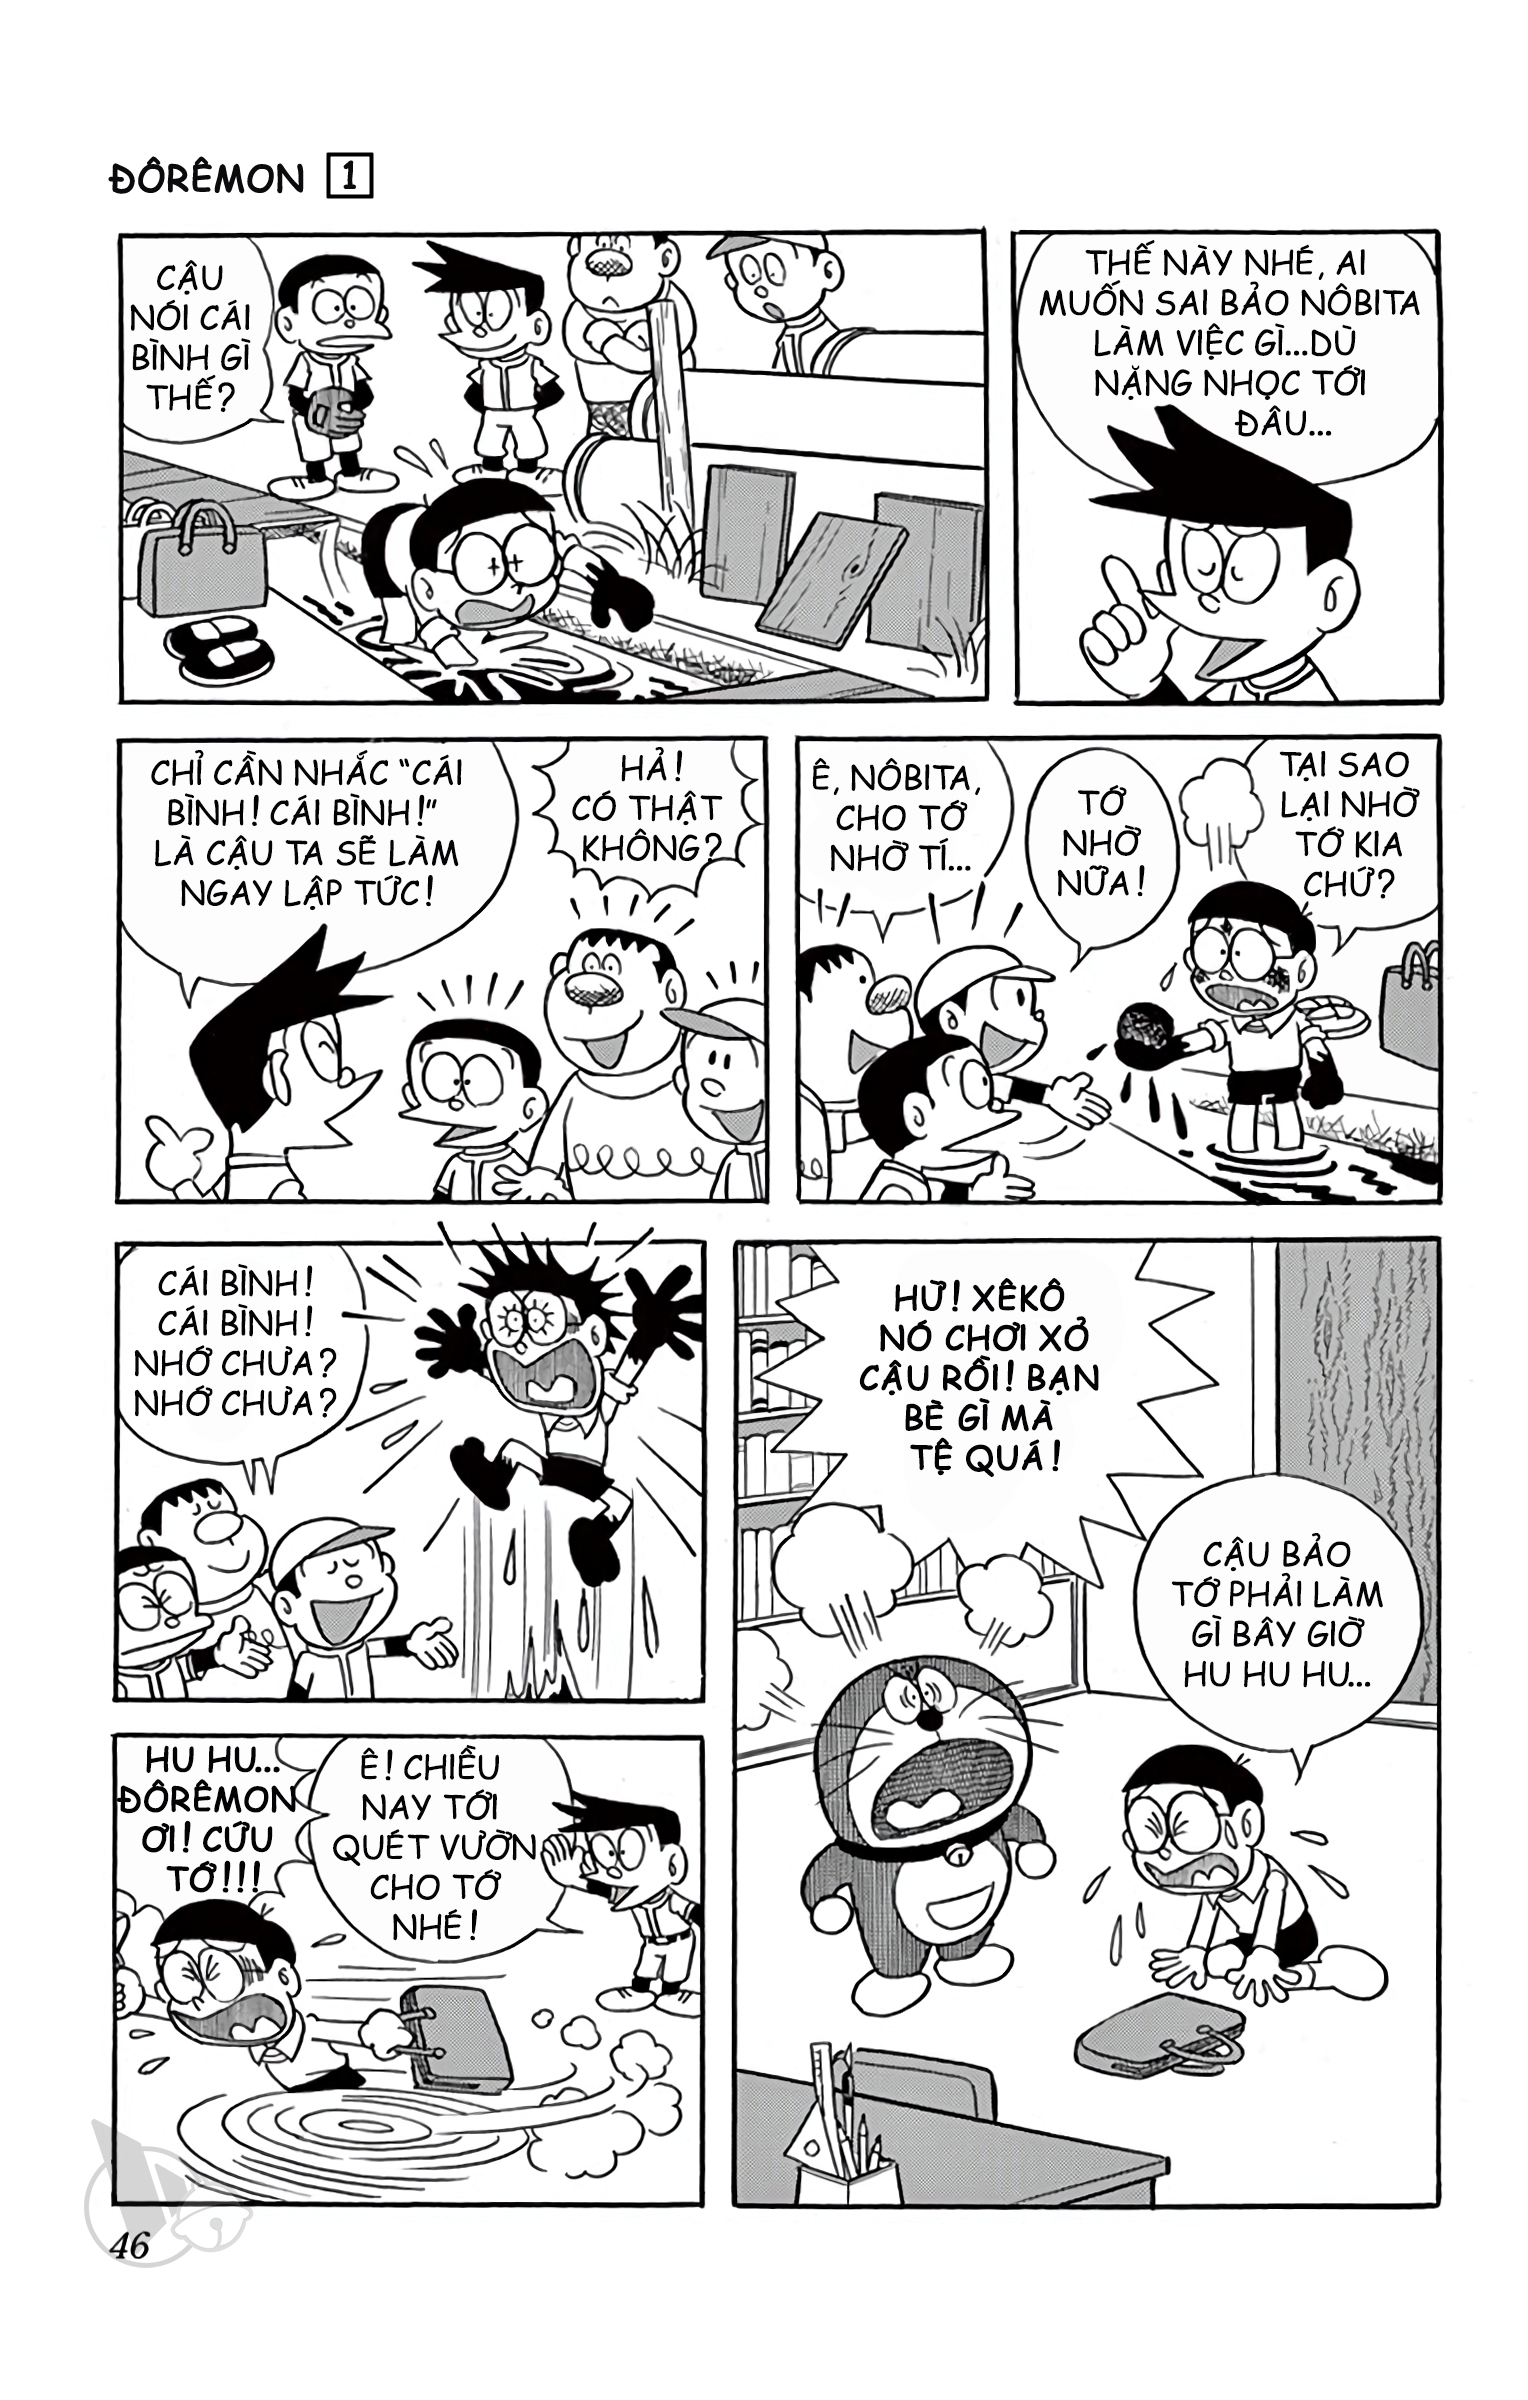 ĐÔRÊMON 1
CẬU
NÓI CÁI
BÌNH GÌ
THẾ?
THẾ NÀY NHÉ, AI
MUỐN SAI BẢO NÔBITA
LÀM VIỆC GÌ...DÙ
NẶNG NHỌC TỚI
ĐÂU...
CHỈ CẦN NHẮC “CÁI
BÌNH! CÁI BÌNH!”
LÀ CẬU TA SẼ LÀM
NGAY LẬP TỨC!
HẢ!
CÓ THẬT
KHÔNG?
Ê, NÔBITA,
CHO TỚ
NHỜ TÍ...
TỚ
NHỜ
NỮA!
TẠI SAO
LẠI NHỜ
TỚ KIA
CHỨ?
CÁI BÌNH!
CÁI BÌNH!
NHỚ CHƯA?
NHỚ CHƯA?
HU HU...
ĐÔRÊMON
ƠI! CỨU
TỚ!!!
Ê! CHIỀU
NAY TỚI
QUÉT VƯỜN
CHO TỚ
NHÉ!
HỪ! XÊKÔ
NÓ CHƠI XỎ
CẬU RỒI! BẠN
BÈ GÌ MÀ
TỆ QUÁ!
CẬU BẢO
TỚ PHẢI LÀM
GÌ BÂY GIỜ
HU HU HU...
46